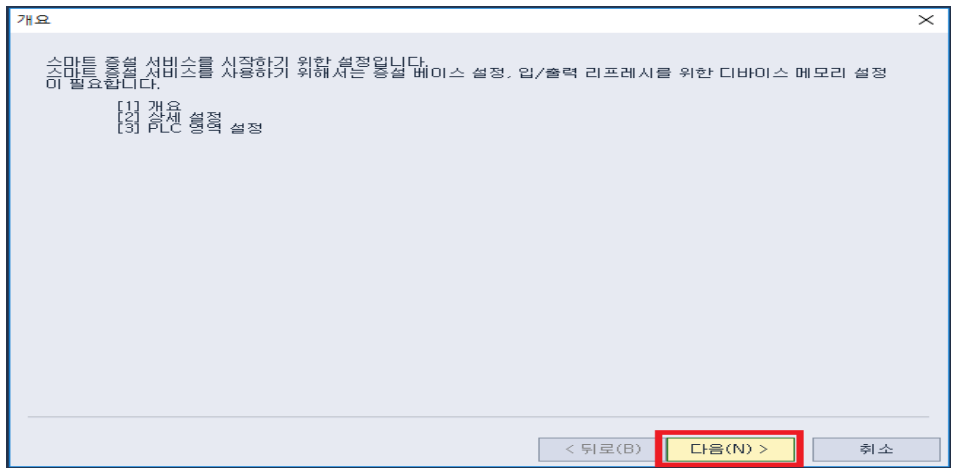 개요
스마트 증설 서비스를 시작하기 위한 설정입니다.
스마트 증설 서비스를 사용하기 위해서는 증설 베이스 설정, 입/출력 리프레시를 위한 디바이스 메모리 설정
이 필요합니다.
[1] 개요
[2] 상세 설정
[3] PLC 영역 설정
< 뒤로(B)
다음(N) >
취소